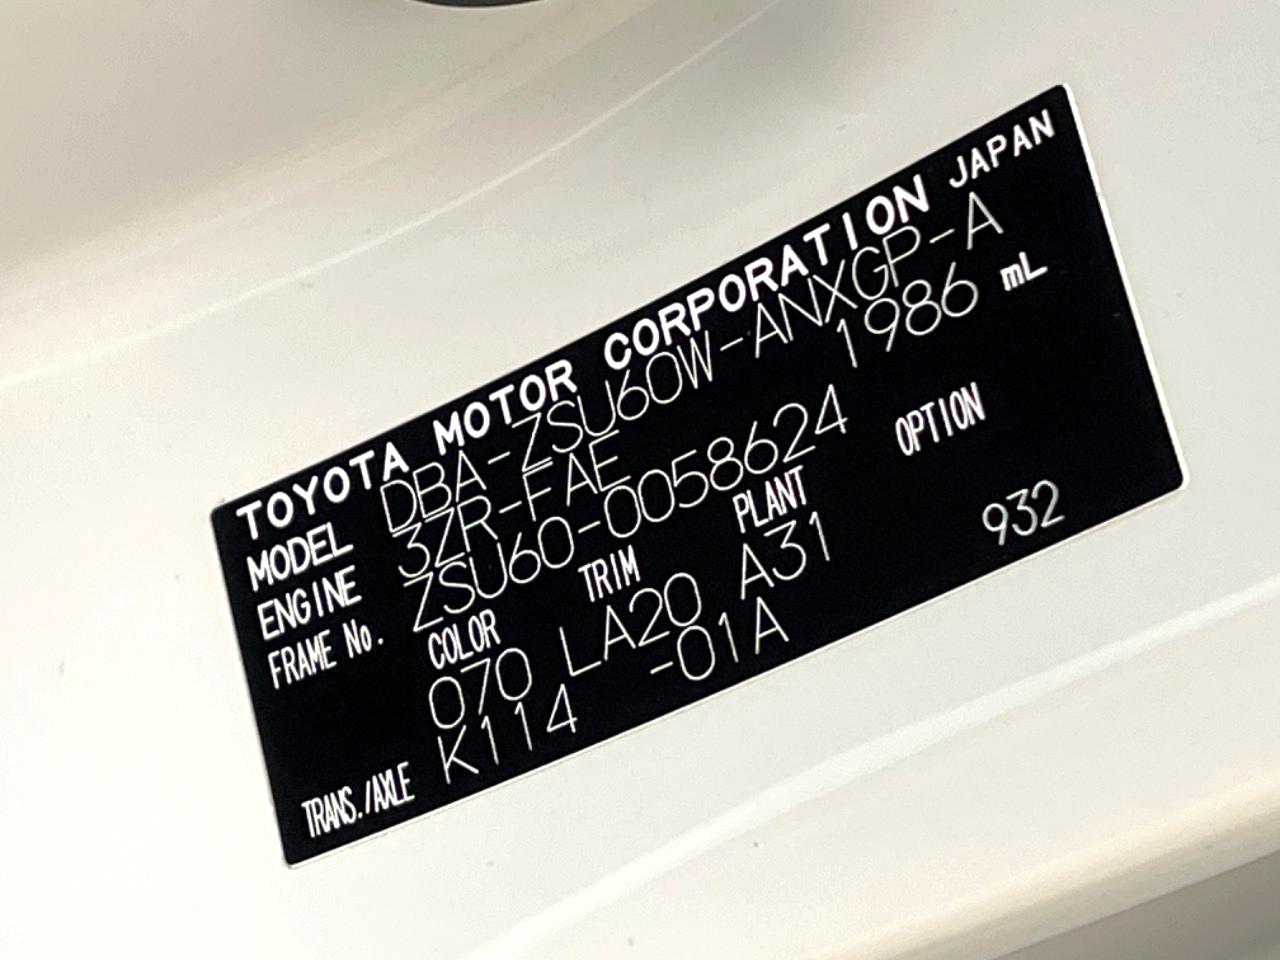 TOYOTA MOTOR CORPORATION JAPAN
MODEL DBA-ZSU60W-ANXGP-A
ENGINE 3ZR-FAE 1986 mL
FRAME No. ZSU60-0058624
COLOR TRIM PLANT OPTION
070 LA20 A31 932
TRANS./AXLE K114 -01A